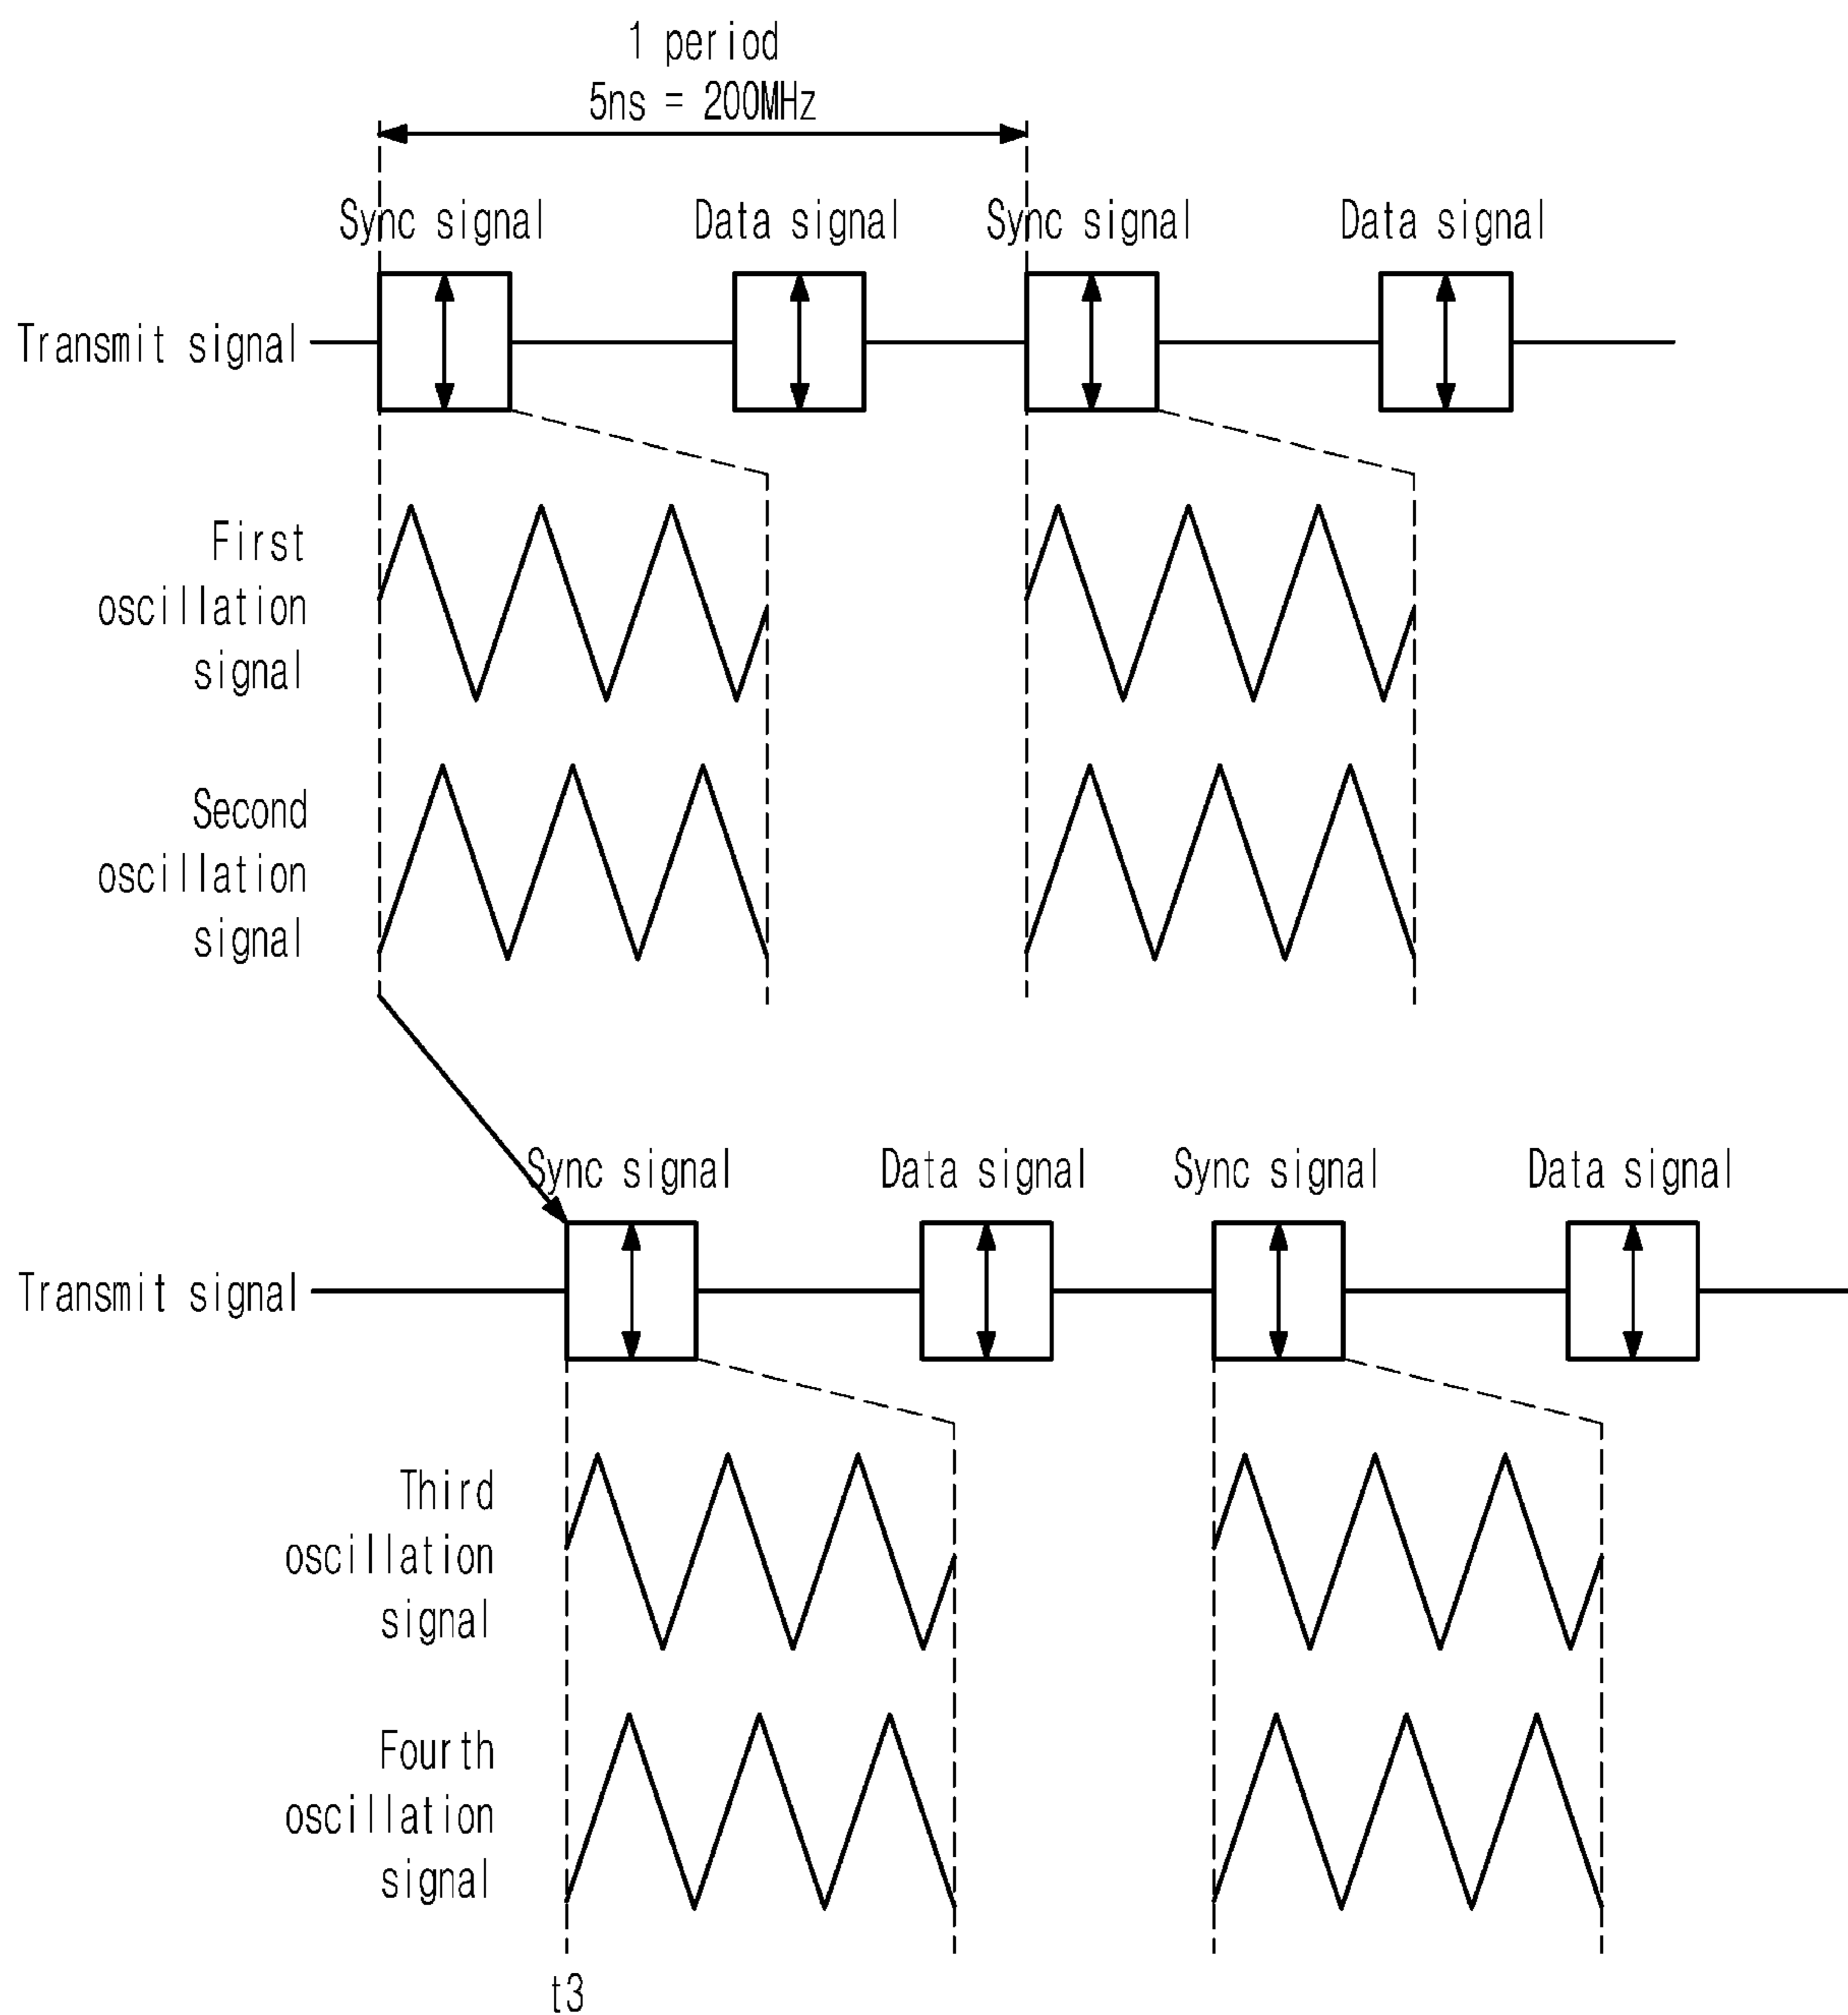 1 period
5ns = 200MHz
Sync signal
Data signal
Sync signal
Data signal
Transmit signal
First
oscillation
signal
Second
oscillation
signal
Sync signal
Data signal
Sync signal
Data signal
Transmit signal
Third
oscillation
signal
Fourth
oscillation
signal
t3